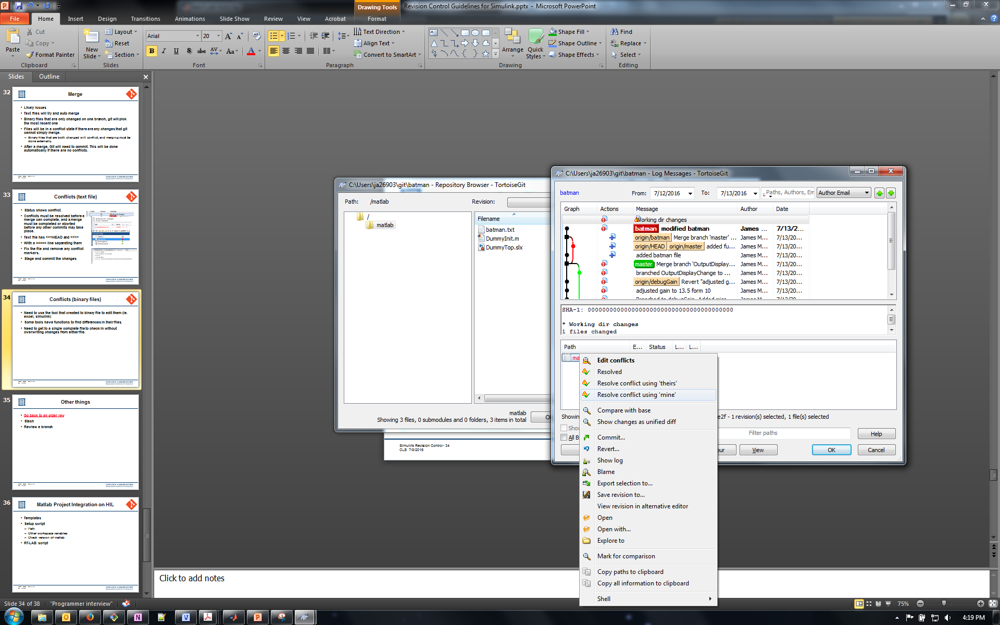 Drawing Tools
Revision Control Guidelines for Simulink.pptx - Microsoft PowerPoint
File Home Insert Design Transitions Animations Slide Show Review View Acrobat Format
Paste
Cut
Copy
Format Painter
Clipboard
New Slide
Layout
Reset
Section
Slides
Arial 20
B I U S abc AV Aa A
Font
Text Direction
Align Text
Convert to SmartArt
Paragraph
Arrange
Quick Styles
Shape Fill
Shape Outline
Shape Effects
Drawing
Find
Replace
Select
Editing
Slides Outline
32
Merge
• Likely issues
• Text files will try and auto merge
• Binary files that are only changed on one branch, git will pick
the most recent one
• Files will be in a conflict state if there are any changes that git
cannot simply merge.
– Binary files that are both changed will conflict, and merging must be
done externally.
• After a merge, Git will need to commit. This will be done
automatically if there are no conflicts.
LINCOLN LABORATORY
33
Conflicts (text file)
• Status shows conflict.
• Conflicts must be resolved before a
merge can complete, and a merge
must be completed or aborted
before any other commits may take
place.
• Text file has <<<HEAD and >>>>
• With a ===== line separating them
• Fix the file and remove any conflict
markers.
• Stage and commit the changes
LINCOLN LABORATORY
34
Conflicts (binary files)
• Need to use the tool that created to binary file to edit them (ie.
excel, simulink)
• Some tools have functions to find differences in their files.
• Need to get to a single complete file to check in without
overwriting changes from either file.
LINCOLN LABORATORY
35
Other things
• Go back to an older rev
• Stash
• Review a branch
LINCOLN LABORATORY
36
Matlab Project Integration on HIL
• Templates
• Setup script
– Path
– Other workspace variables
– Check version of matlab
• RT-LAB script
LINCOLN LABORATORY
C:\Users\ja26903\git\batman - Repository Browser - TortoiseGit
Path: /matlab Revision:
/
matlab
Filename
batman.txt
DummyInit.m
DummyTop.slx
matlab
Showing 3 files, 0 submodules and 0 folders, 3 items in total
Simulink Revision Control - 34
CLS 7/8/2016
C:\Users\ja26903\git\batman - Log Messages - TortoiseGit
batman From: 7/12/2016 To: 7/13/2016 Paths, Authors, Em Author Email
Graph Actions Message Author Date
Working dir changes
batman modified batman James ... 7/13/2...
origin/batman Merge branch 'master' ... James M... 7/13/20...
origin/HEAD origin/master added fu... James M... 7/13/20...
added batman file James M... 7/13/20...
master Merge branch 'OutputDisplay... James M... 7/13/20...
branched OutputDisplayChange to ... James M... 7/13/20...
origin/debugGain Revert "adjusted g... James M... 7/13/20...
adjusted gain to 13.5 form 10 James M... 7/13/20...
SHA-1: 0000000000000000000000000000000000000000
* Working dir changes
1 files changed
Path E... Status L... L...
ma
Edit conflicts
Resolved
Resolve conflict using 'theirs'
Resolve conflict using 'mine'
Compare with base
Show changes as unified diff
Commit...
Revert...
Show log
Blame
Export selection to...
Save revision to...
View revision in alternative editor
Open
Open with...
Explore to
Mark for comparison
Copy paths to clipboard
Copy all information to clipboard
Shell
Showin
e2f - 1 revision(s) selected, 1 file(s) selected
Show
All B
Filter paths
Help
our View OK Cancel
Click to add notes
Slide 34 of 38 "Programmer interview" 75%
4:19 PM